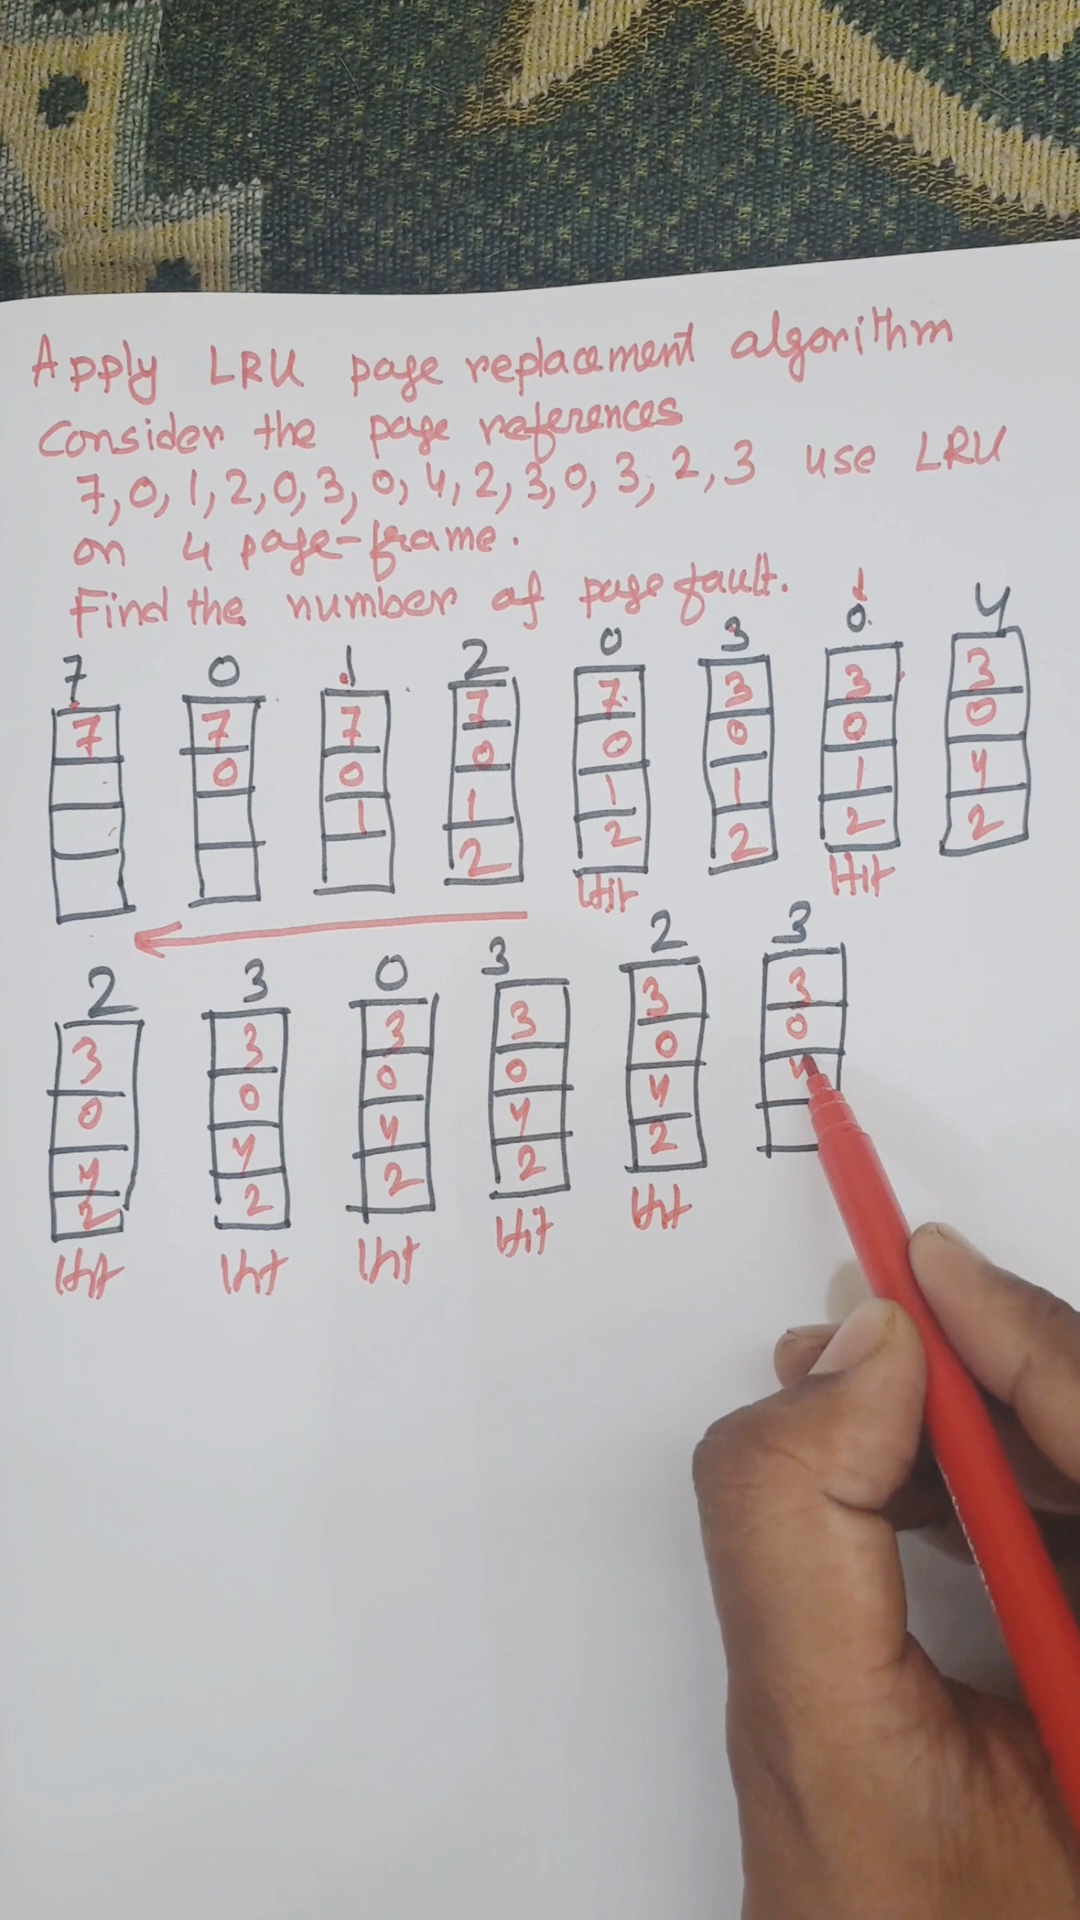 Apply LRU page replacement algorithm
Consider the page references
7,0,1,2,0,3,0,4,2,3,0,3,2,3 use LRU
on 4 page-frame.
Find the number of page fault.
7 0 1 2 0 3 0 4
7 7 7 7 7 3 3 3
0 0 0 0 0 0 0
1 1 1 1 1 4
2 2 2 2 2
Hit Hit
2 3 0 3 2 3
3 3 3 3 3 3
0 0 0 0 0 0
4 4 4 4 4 4
2 2 2 2 2
Hit Hit Hit Hit Hit